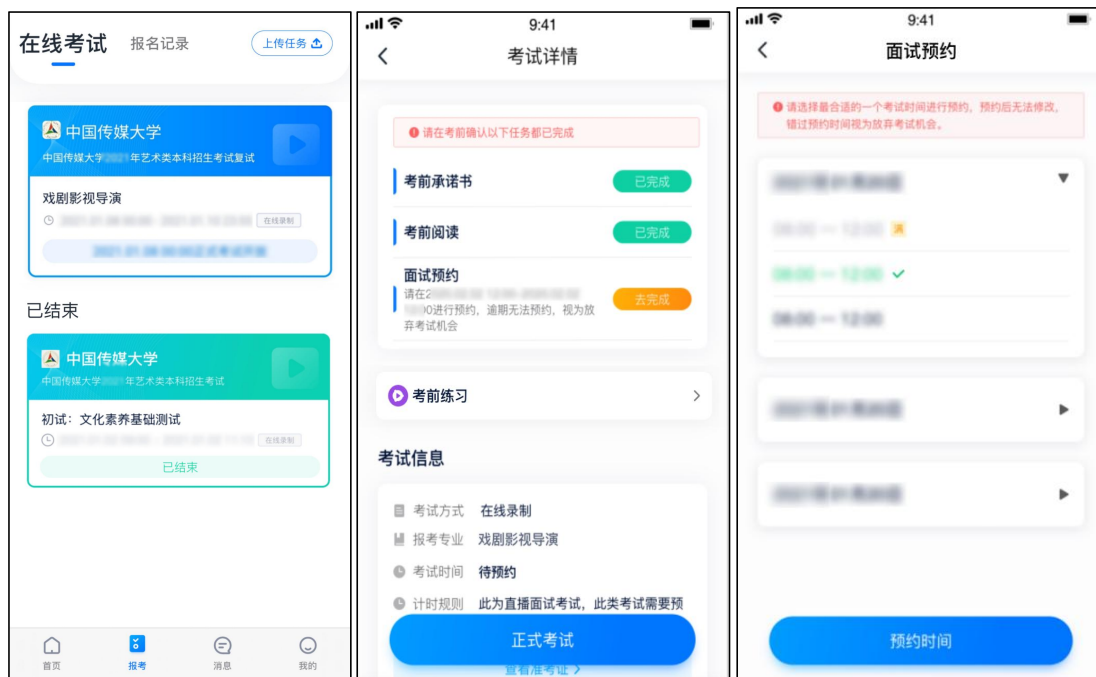 在线考试 报名记录 上传任务
中国传媒大学
中国传媒大学 年艺术类本科招生考试复试
戏剧影视导演
在线录制
已结束
中国传媒大学
中国传媒大学 年艺术类本科招生考试
初试：文化素养基础测试
在线录制
已结束
首页 报考 消息 我的
9:41
考试详情
请在考前确认以下任务都已完成
考前承诺书 已完成
考前阅读 已完成
面试预约
请在2
0进行预约，逾期无法预约，视为放
弃考试机会
去完成
考前练习
考试信息
考试方式 在线录制
报考专业 戏剧影视导演
考试时间 待预约
计时规则 此为直播面试考试，此类考试需要预
正式考试
查看准考证
9:41
面试预约
请选择最合适的一个考试时间进行预约，预约后无法修改，
错过预约时间视为放弃考试机会。
满
预约时间